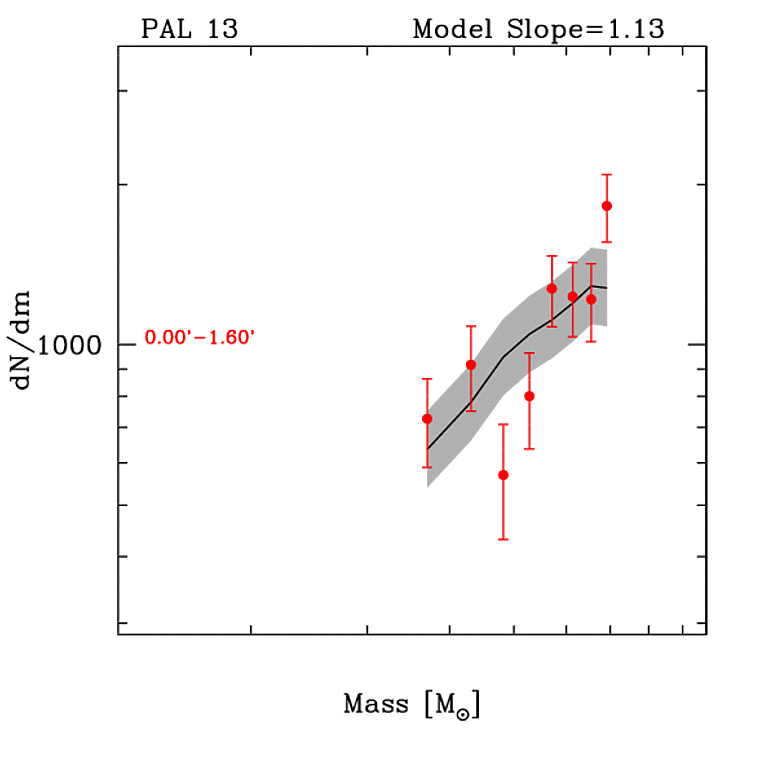 PAL 13 Model Slope=1.13
dN/dm
1000
0.00'−1.60'
Mass [M☉]